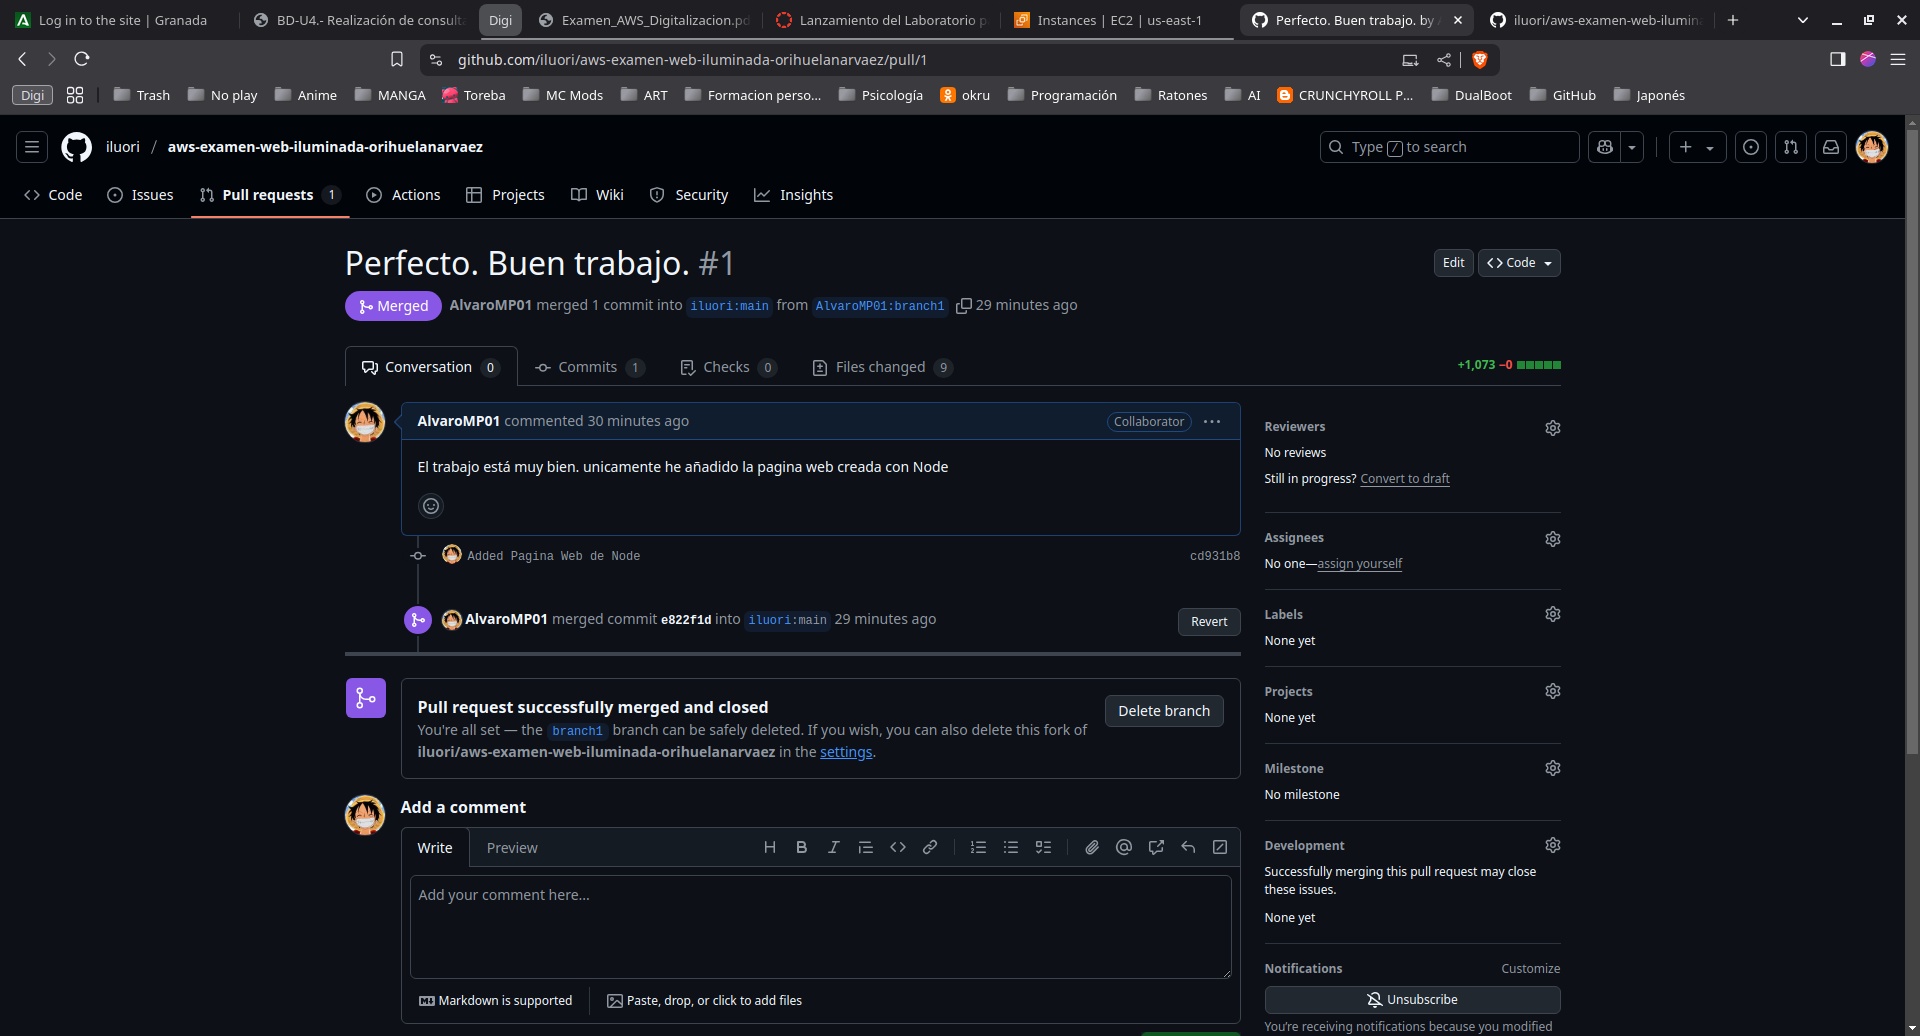 Log in to the site | Granada
BD-U4.- Realización de consult
Digi
Examen_AWS_Digitalizacion.pd
Lanzamiento del Laboratorio p
Instances | EC2 | us-east-1
Perfecto. Buen trabajo. by
iluori/aws-examen-web-ilumin
github.com/iluori/aws-examen-web-iluminada-orihuelanarvaez/pull/1
Digi
Trash
No play
Anime
MANGA
Toreba
MC Mods
ART
Formacion perso...
Psicología
okru
Programación
Ratones
AI
CRUNCHYROLL P...
DualBoot
GitHub
Japonés
iluori / aws-examen-web-iluminada-orihuelanarvaez
Type / to search
Code
Issues
Pull requests 1
Actions
Projects
Wiki
Security
Insights
Perfecto. Buen trabajo. #1
Edit
Code
Merged
AlvaroMP01 merged 1 commit into iluori:main from AlvaroMP01:branch1 29 minutes ago
Conversation 0
Commits 1
Checks 0
Files changed 9
+1,073 −0
AlvaroMP01 commented 30 minutes ago
Collaborator
El trabajo está muy bien. unicamente he añadido la pagina web creada con Node
Added Pagina Web de Node
cd931b8
AlvaroMP01 merged commit e822f1d into iluori:main 29 minutes ago
Revert
Pull request successfully merged and closed
You're all set — the branch1 branch can be safely deleted. If you wish, you can also delete this fork of
iluori/aws-examen-web-iluminada-orihuelanarvaez in the settings.
Delete branch
Add a comment
Write
Preview
Add your comment here...
Markdown is supported
Paste, drop, or click to add files
Reviewers
No reviews
Still in progress? Convert to draft
Assignees
No one—assign yourself
Labels
None yet
Projects
None yet
Milestone
No milestone
Development
Successfully merging this pull request may close
these issues.
None yet
Notifications
Customize
Unsubscribe
You're receiving notifications because you modified